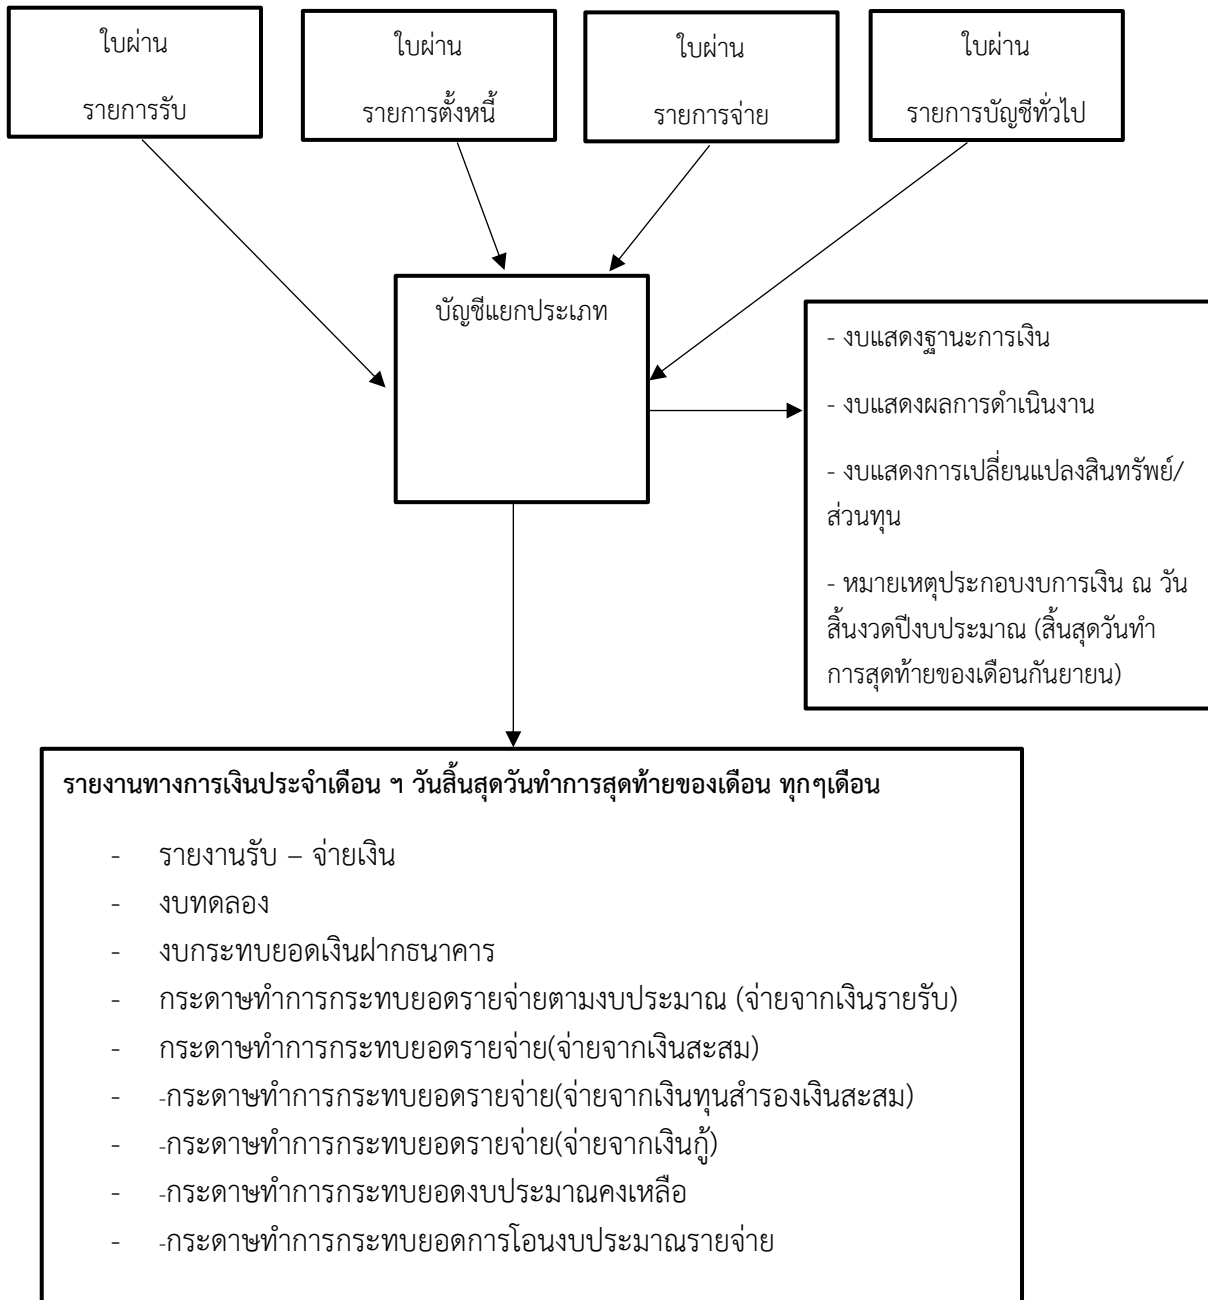 ใบผ่าน
รายการรับ
ใบผ่าน
รายการตั้งหนี้
ใบผ่าน
รายการจ่าย
ใบผ่าน
รายการบัญชีทั่วไป
บัญชีแยกประเภท
- งบแสดงฐานะการเงิน
- งบแสดงผลการดำเนินงาน
- งบแสดงการเปลี่ยนแปลงสินทรัพย์/
ส่วนทุน
- หมายเหตุประกอบงบการเงิน ณ วัน
สิ้นงวดปีงบประมาณ (สิ้นสุดวันทำ
การสุดท้ายของเดือนกันยายน)
รายงานทางการเงินประจำเดือน ฯ วันสิ้นสุดวันทำการสุดท้ายของเดือน ทุกๆเดือน
- รายงานรับ – จ่ายเงิน
- งบทดลอง
- งบกระทบยอดเงินฝากธนาคาร
- กระดาษทำการกระทบยอดรายจ่ายตามงบประมาณ (จ่ายจากเงินรายรับ)
- กระดาษทำการกระทบยอดรายจ่าย(จ่ายจากเงินสะสม)
- -กระดาษทำการกระทบยอดรายจ่าย(จ่ายจากเงินทุนสำรองเงินสะสม)
- -กระดาษทำการกระทบยอดรายจ่าย(จ่ายจากเงินกู้)
- -กระดาษทำการกระทบยอดงบประมาณคงเหลือ
- -กระดาษทำการกระทบยอดการโอนงบประมาณรายจ่าย